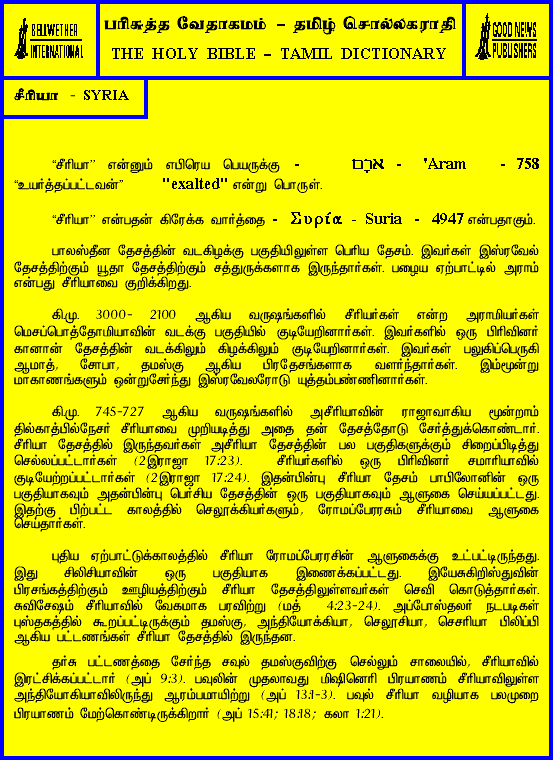 BELLWETHER
INTERNATIONAL
பரிசுத்த வேதாகமம் – தமிழ் சொல்லகராதி
THE HOLY BIBLE – TAMIL DICTIONARY
GOOD NEWS
PUBLISHERS
சீரியா - SYRIA
“சீரியா” என்னும் எபிரெய பெயருக்கு - אֲרָם - 'Aram - 758
“உயர்த்தப்பட்டவன்” "exalted" என்று பொருள்.
“சீரியா” என்பதன் கிரேக்க வார்த்தை - Συρία - Suria - 4947 என்பதாகும்.
பாலஸ்தீன தேசத்தின் வடகிழக்கு பகுதியிலுள்ள பெரிய தேசம். இவர்கள் இஸ்ரவேல்
தேசத்திற்கும் யூதா தேசத்திற்கும் சத்துருக்களாக இருந்தார்கள். பழைய ஏற்பாட்டில் அராம்
என்பது சீரியாவை குறிக்கிறது.
கி.மு. 3000- 2100 ஆகிய வருஷங்களில் சீரியர்கள் என்ற அராமியர்கள்
மெசப்பொத்தோமியாவின் வடக்கு பகுதியில் குடியேறினார்கள். இவர்களில் ஒரு பிரிவினர்
கானான் தேசத்தின் வடக்கிலும் கிழக்கிலும் குடியேறினார்கள். இவர்கள் பலுகிப்பெருகி
ஆமாத், சோபா, தமஸ்கு ஆகிய பிரதேசங்களாக வளர்ந்தார்கள். இம்மூன்று
மாகாணங்களும் ஒன்றுசேர்ந்து இஸ்ரவேலரோடு யுத்தம்பண்ணினார்கள்.
கி.மு. 745-727 ஆகிய வருஷங்களில் அசீரியாவின் ராஜாவாகிய மூன்றாம்
தில்காத்பில்நேசர் சீரியாவை முறியடித்து அதை தன் தேசத்தோடு சேர்த்துக்கொண்டார்.
சீரியா தேசத்தில் இருந்தவர்கள் அசீரியா தேசத்தின் பல பகுதிகளுக்கும் சிறைப்பிடித்து
செல்லப்பட்டார்கள் (2இராஜா 17:23). சீரியர்களில் ஒரு பிரிவினர் சமாரியாவில்
குடியேற்றப்பட்டார்கள் (2இராஜா 17:24). இதன்பின்பு சீரியா தேசம் பாபிலோனின் ஒரு
பகுதியாகவும் அதன்பின்பு பெர்சிய தேசத்தின் ஒரு பகுதியாகவும் ஆளுகை செய்யப்பட்டது.
இதற்கு பிற்பட்ட காலத்தில் செலூக்கியர்களும், ரோமப்பேரரசும் சீரியாவை ஆளுகை
செய்தார்கள்.
புதிய ஏற்பாட்டுக்காலத்தில் சீரியா ரோமப்பேரரசின் ஆளுகைக்கு உட்பட்டிருந்தது.
இது சிலிசியாவின் ஒரு பகுதியாக இணைக்கப்பட்டது. இயேசுகிறிஸ்துவின்
பிரசங்கத்திற்கும் ஊழியத்திற்கும் சீரியா தேசத்திலுள்ளவர்கள் செவி கொடுத்தார்கள்.
சுவிசேஷம் சீரியாவில் வேகமாக பரவிற்று (மத் 4:23-24). அப்போஸ்தலர் நடபடிகள்
புஸ்தகத்தில் கூறப்பட்டிருக்கும் தமஸ்கு, அந்தியோக்கியா, செலூசியா, செசரியா பிலிப்பி
ஆகிய பட்டணங்கள் சீரியா தேசத்தில் இருந்தன.
தர்சு பட்டணத்தை சேர்ந்த சவுல் தமஸ்குவிற்கு செல்லும் சாலையில், சீரியாவில்
இரட்சிக்கப்பட்டார் (அப் 9:3). பவுலின் முதலாவது மிஷினெரி பிரயாணம் சீரியாவிலுள்ள
அந்தியோகியாவிலிருந்து ஆரம்பமாயிற்று (அப் 13:1-3). பவுல் சீரியா வழியாக பலமுறை
பிரயாணம் மேற்கொண்டிருக்கிறார் (அப் 15:41; 18:18; கலா 1:21).